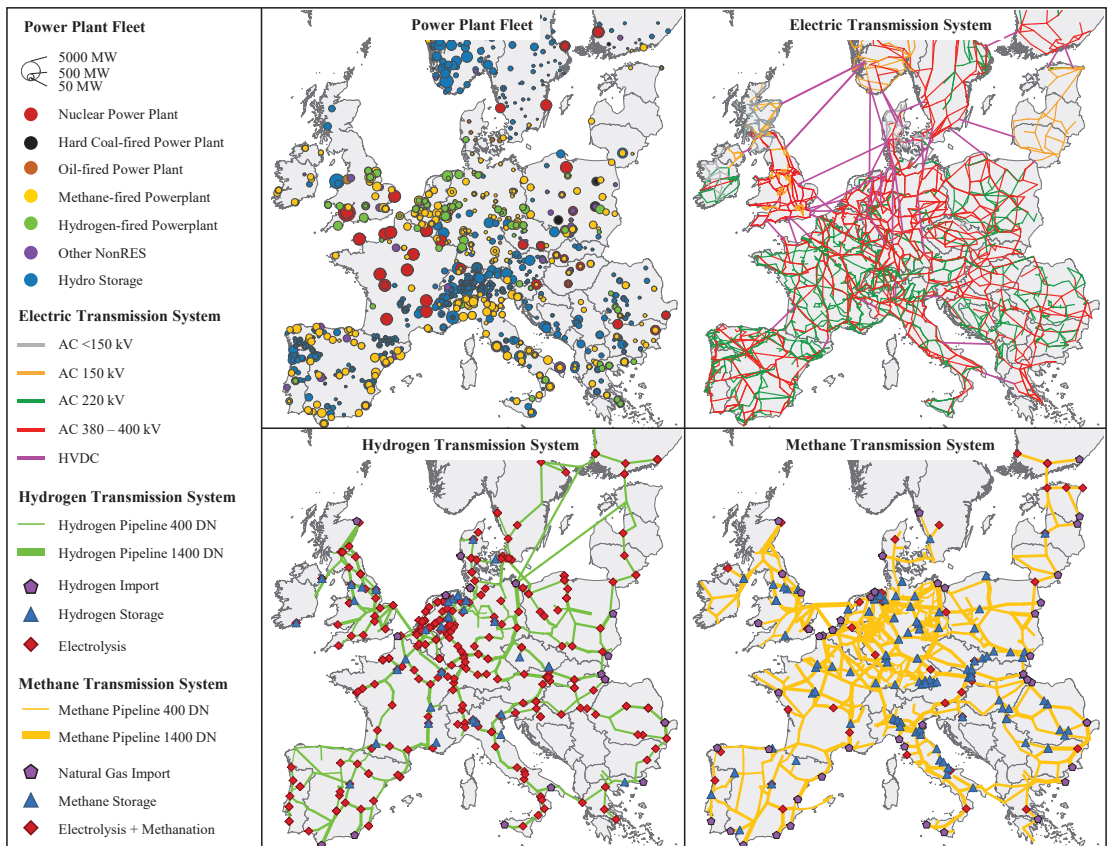 Power Plant Fleet
5000 MW
500 MW
50 MW
Nuclear Power Plant
Hard Coal-fired Power Plant
Oil-fired Power Plant
Methane-fired Powerplant
Hydrogen-fired Powerplant
Other NonRES
Hydro Storage
Electric Transmission System
AC <150 kV
AC 150 kV
AC 220 kV
AC 380 – 400 kV
HVDC
Hydrogen Transmission System
Hydrogen Pipeline 400 DN
Hydrogen Pipeline 1400 DN
Hydrogen Import
Hydrogen Storage
Electrolysis
Methane Transmission System
Methane Pipeline 400 DN
Methane Pipeline 1400 DN
Natural Gas Import
Methane Storage
Electrolysis + Methanation
Power Plant Fleet
Electric Transmission System
Hydrogen Transmission System
Methane Transmission System